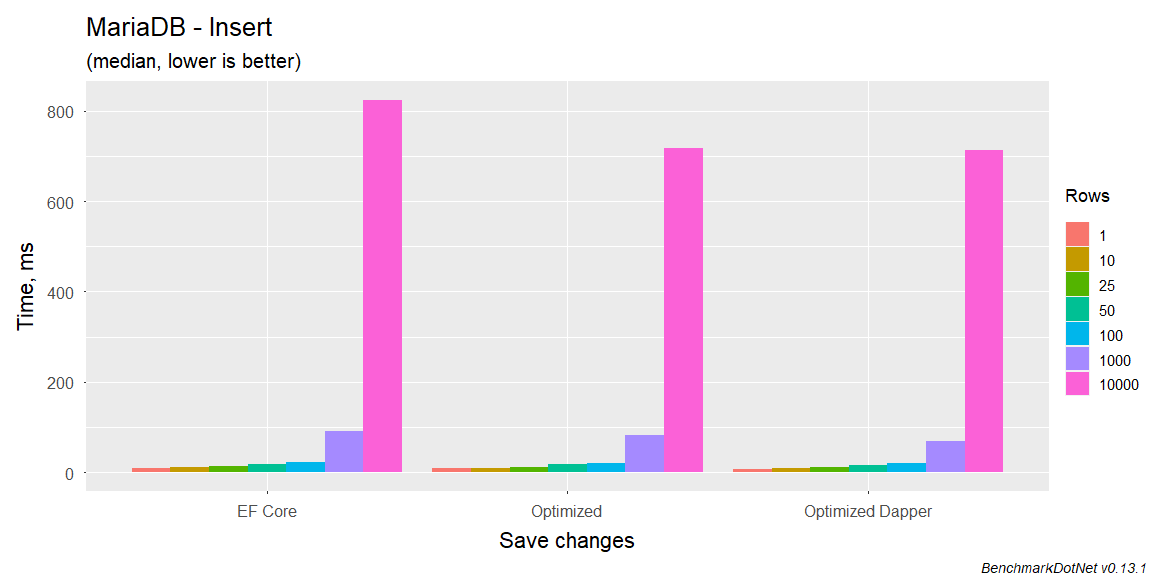 MariaDB - Insert
(median, lower is better)
Time, ms
800
600
400
200
0
EF Core
Optimized
Optimized Dapper
Save changes
Rows
1
10
25
50
100
1000
10000
BenchmarkDotNet v0.13.1